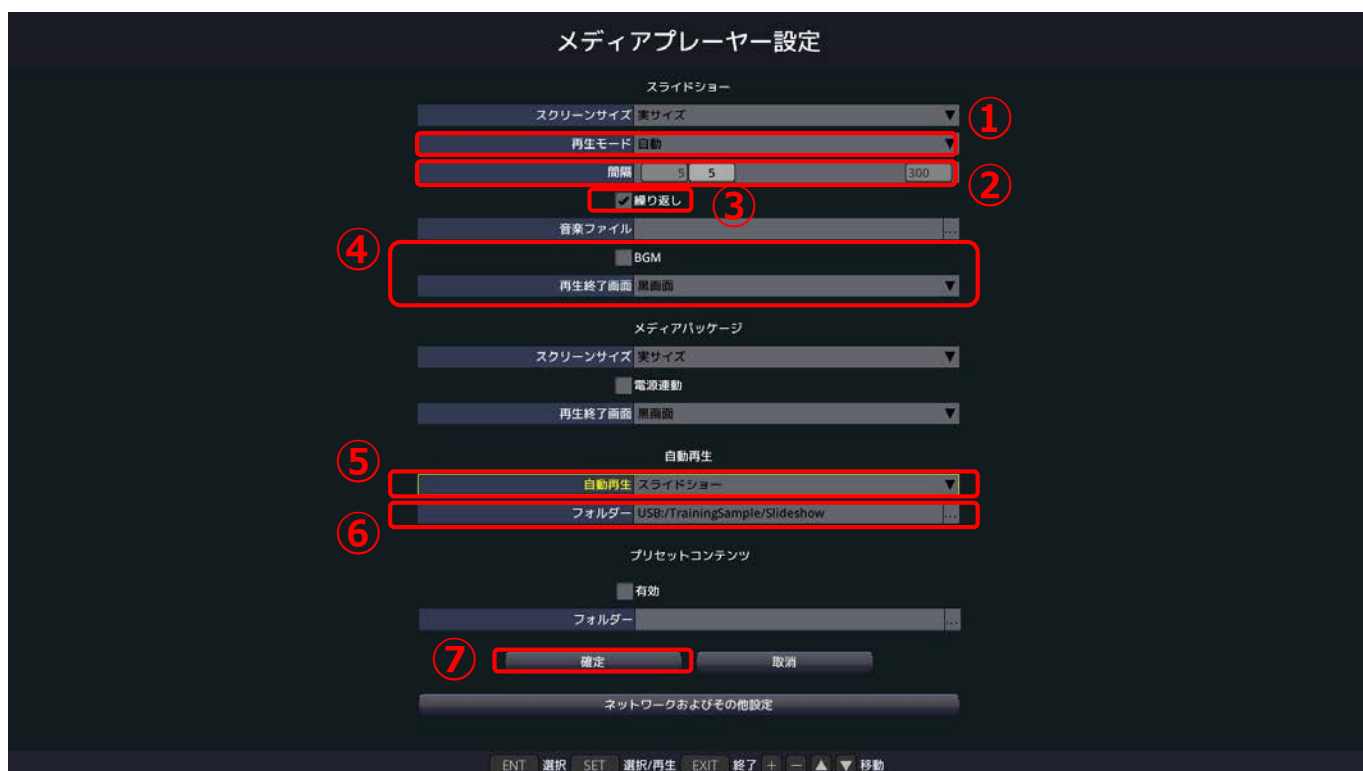 メディアプレーヤー設定
スライドショー
スクリーンサイズ 実サイズ ▼ ①
再生モード 自動 ▼
間隔 5 5 300 ②
✓ 繰り返し ③
音楽ファイル ...
④ BGM
再生終了画面 黒画面 ▼
メディアパッケージ
スクリーンサイズ 実サイズ ▼
電源連動
再生終了画面 黒画面 ▼
自動再生
⑤ 自動再生 スライドショー ▼
⑥ フォルダー USB:/TrainingSample/Slideshow ...
プリセットコンテンツ
有効
フォルダー ...
⑦ 確定 取消
ネットワークおよびその他設定
ENT 選択 SET 選択/再生 EXIT 終了 + − ▲ ▼ 移動